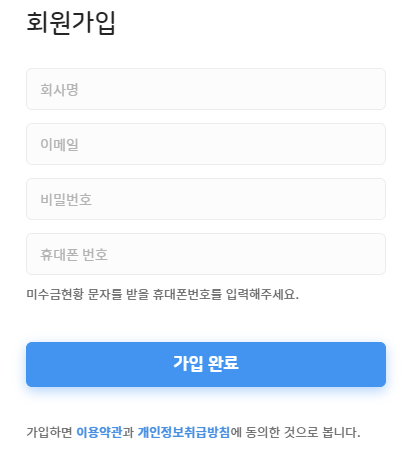 회원가입
회사명
이메일
비밀번호
휴대폰 번호
미수금현황 문자를 받을 휴대폰번호를 입력해주세요.
가입 완료
가입하면 이용약관과 개인정보취급방침에 동의한 것으로 봅니다.